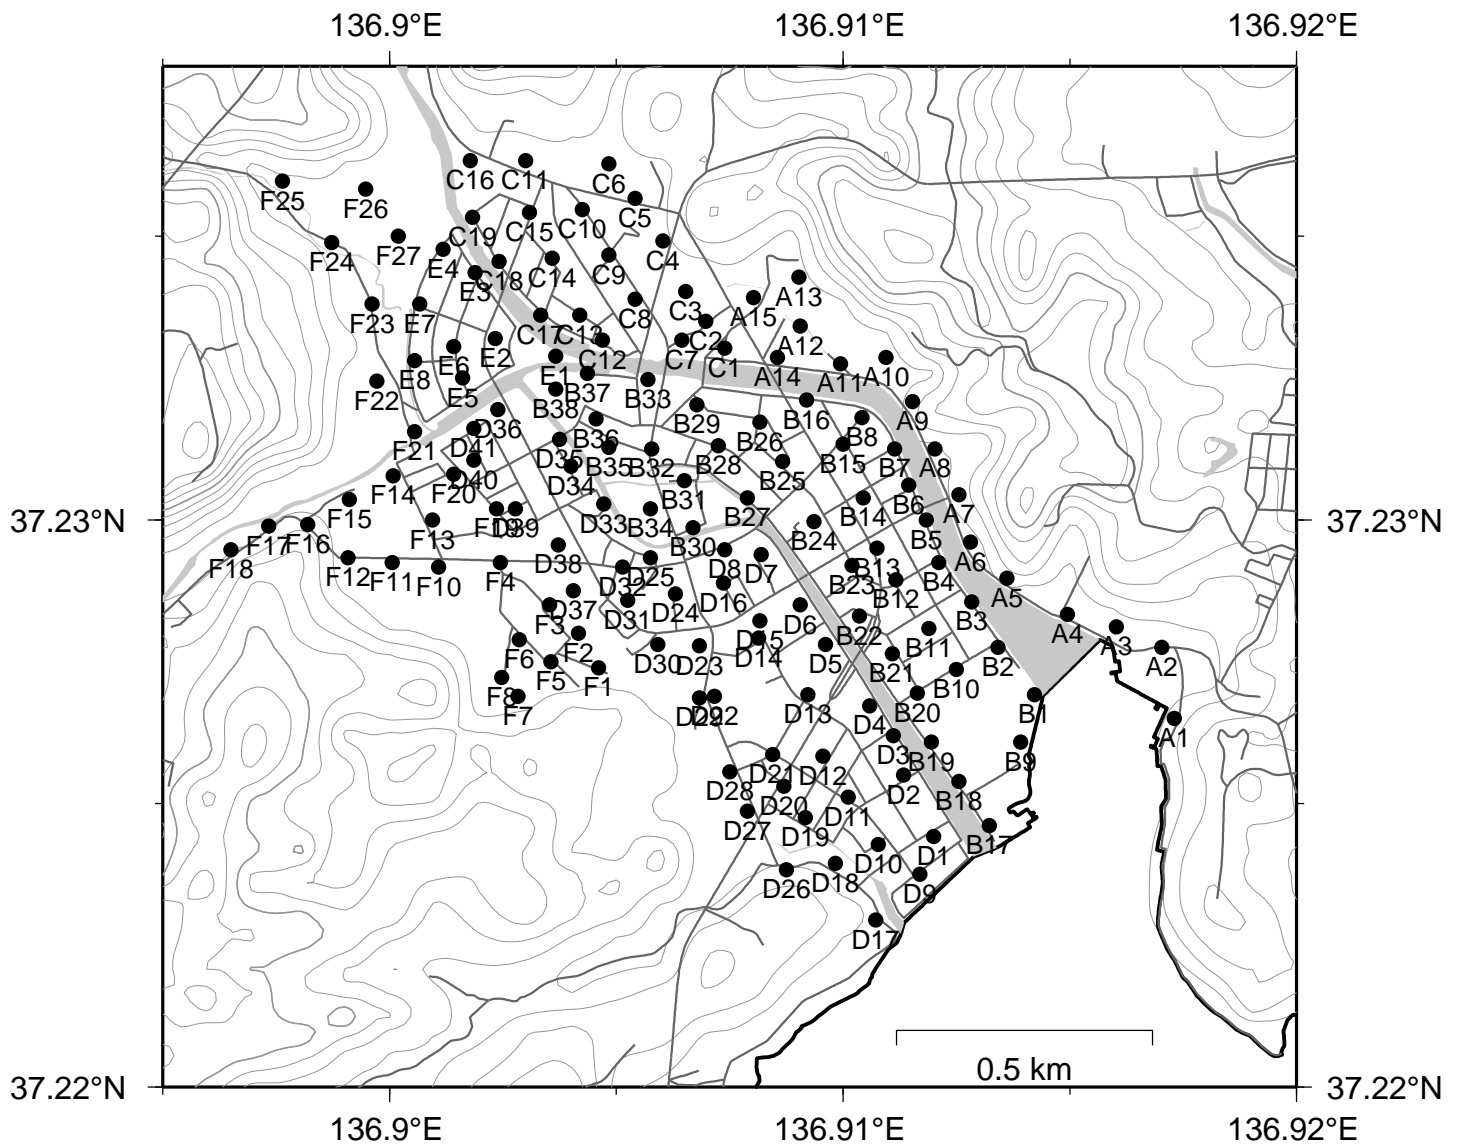 136.9°E 136.91°E 136.92°E
C16 C11 C6
F25 F26 C5
C19 C15 C10
F24 F27 E4 C18 C14 C9 C4
E3 A13
F23 E7 C17 C13 C8 C3 A15
C2 A12
E8 E6 E2 C12 C7 C1 A14 A11 A10
F22 E5 E1 B37 B33
B38 B29 B16 A9
D36 B36 B26 B8
F21 D41 D35 B35 B32 B28 B25 B15 B7 A8
F14 F20 D40 D34 B31 B6 A7
F15 B27 B14
37.23°N F17 F16 F13 F19 D39 D33 B34 B30 B24 B5 37.23°N
F18 D38 D8 D7 B13 A6
F12 F11 F10 F4 D32 D25 B23 B12 B4 A5
D37 D31 D24 D16 B3
F3 D6 B22 A4 A3
F6 F2 D30 D23 D15 D14 D5 B21 B11 B2 A2
F8 F5 F1 B10
F7 D29 D22 D13 D4 B20 B1 A1
D3 B19 B9
D28 D21 D12 D2 B18
D27 D20 D19 D11 D1 B17
D26 D18 D10 D9
D17
0.5 km
37.22°N 37.22°N
136.9°E 136.91°E 136.92°E